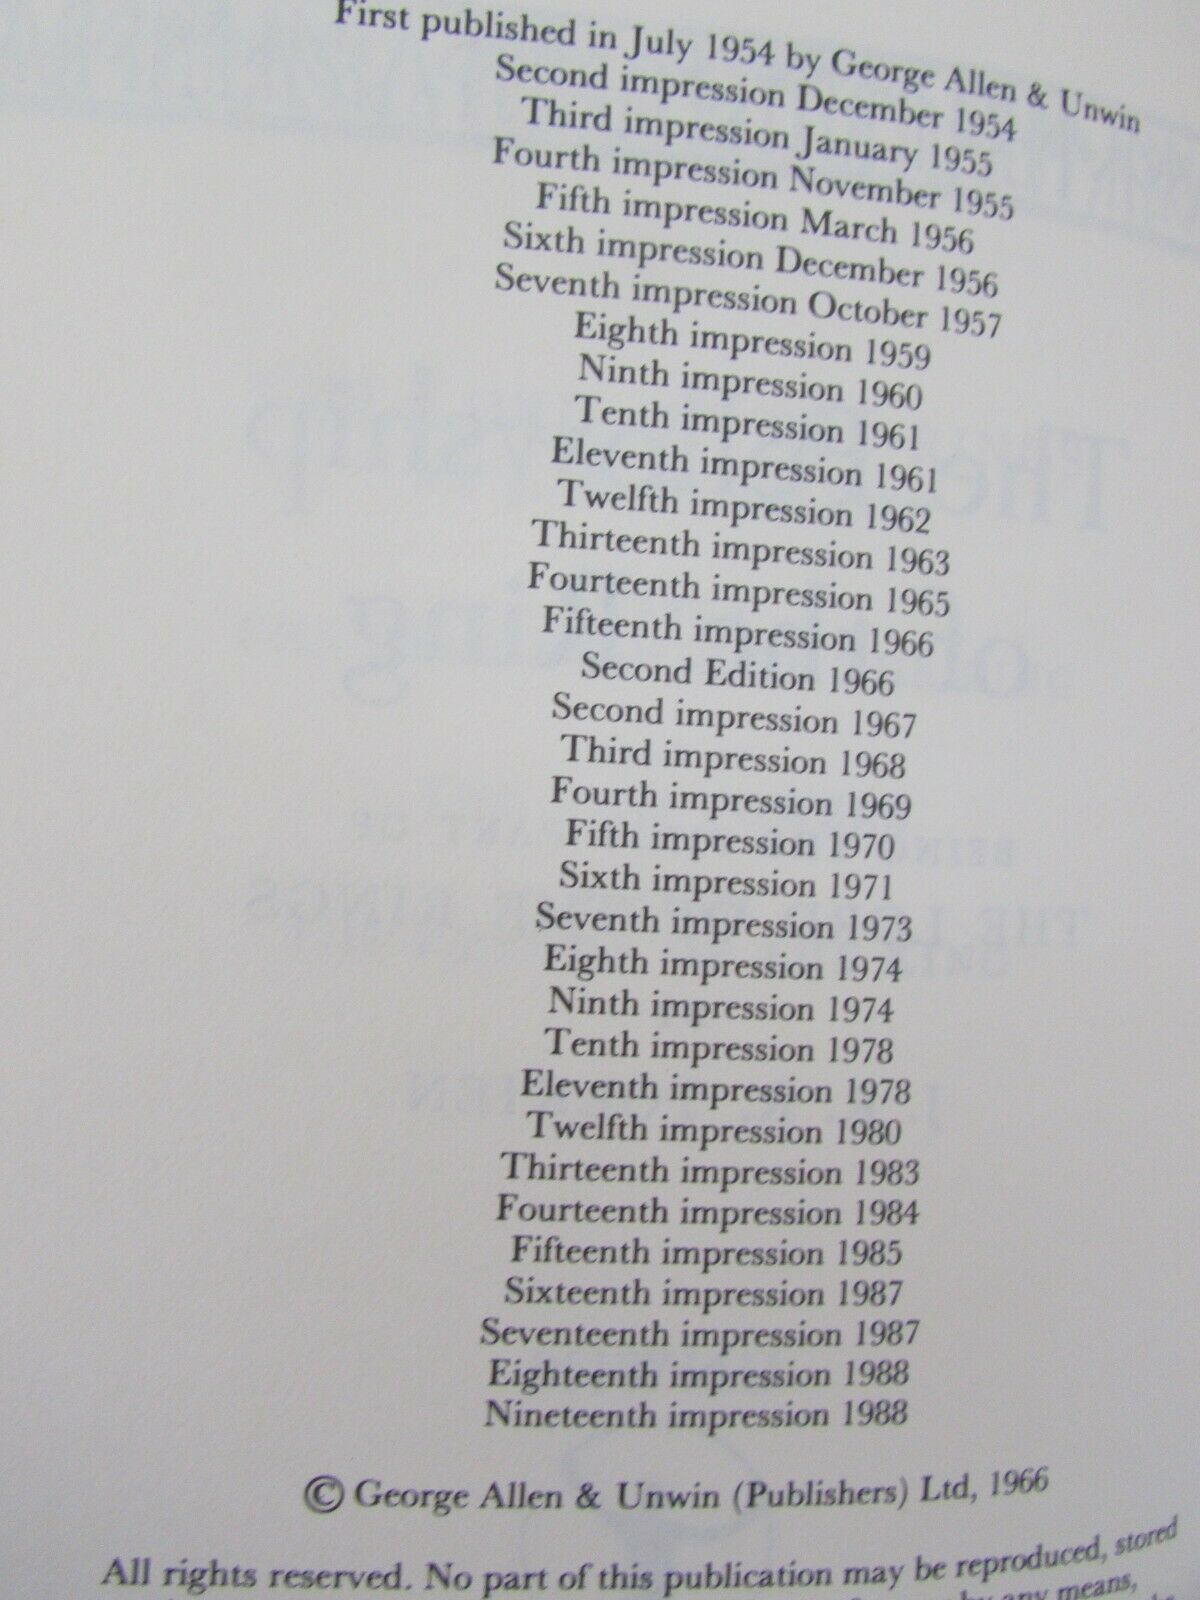 First published in July 1954 by George Allen & Unwin
Second impression December 1954
Third impression January 1955
Fourth impression November 1955
Fifth impression March 1956
Sixth impression December 1956
Seventh impression October 1957
Eighth impression 1959
Ninth impression 1960
Tenth impression 1961
Eleventh impression 1961
Twelfth impression 1962
Thirteenth impression 1963
Fourteenth impression 1965
Fifteenth impression 1966
Second Edition 1966
Second impression 1967
Third impression 1968
Fourth impression 1969
Fifth impression 1970
Sixth impression 1971
Seventh impression 1973
Eighth impression 1974
Ninth impression 1974
Tenth impression 1978
Eleventh impression 1978
Twelfth impression 1980
Thirteenth impression 1983
Fourteenth impression 1984
Fifteenth impression 1985
Sixteenth impression 1987
Seventeenth impression 1987
Eighteenth impression 1988
Nineteenth impression 1988
© George Allen & Unwin (Publishers) Ltd, 1966
All rights reserved. No part of this publication may be reproduced, stored
by any means,